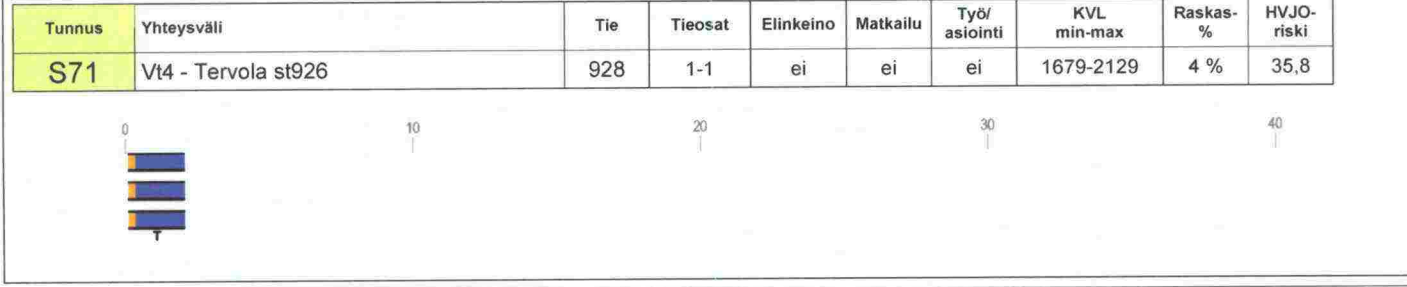 Tunnus Yhteysväli Tie Tieosat Elinkeino Matkailu Työ/ asiointi KVL min-max Raskas- % HVJO- riski
S71 Vt4 - Tervola st926 928 1-1 ei ei ei 1679-2129 4 % 35,8
0 10 20 30 40
T